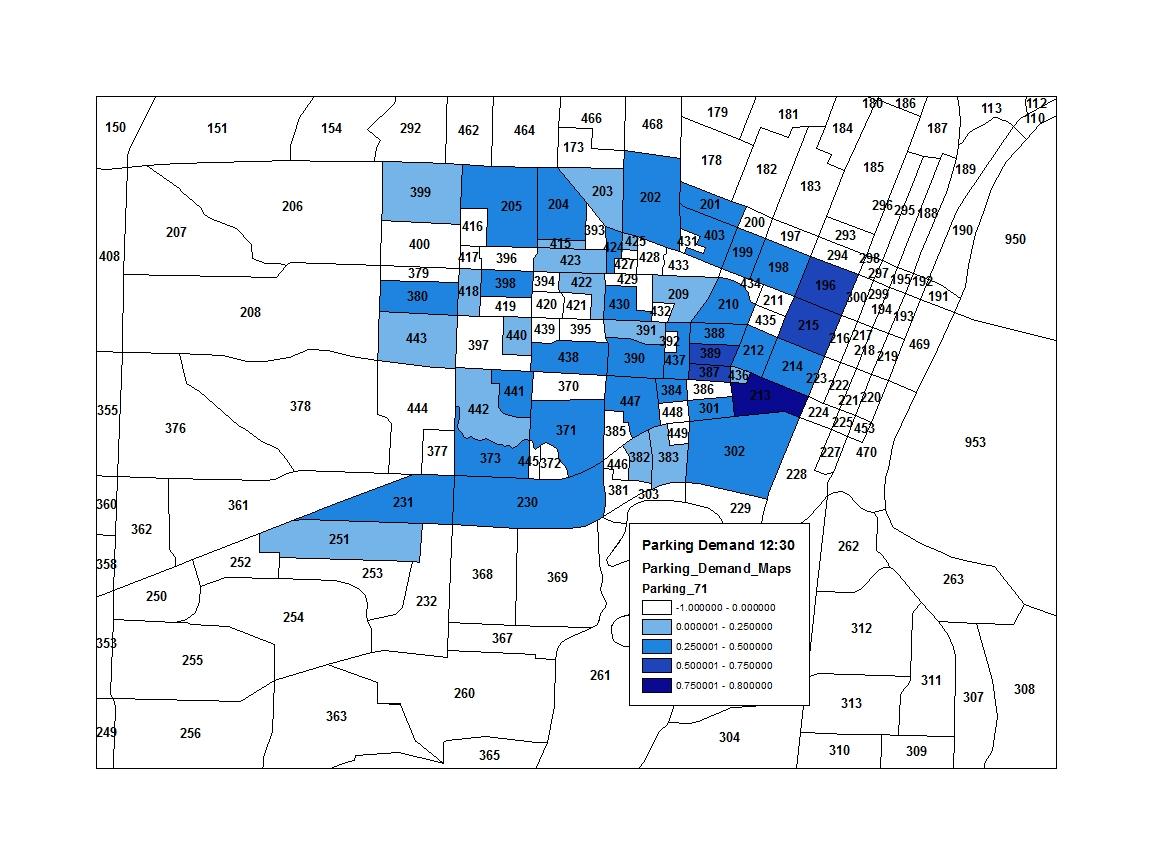 180 186 112
150 151 154 292 462 464 466 468 179 181 184 187 113 110
173 178 182 183 185 189
399 205 204 203 202 201 200 296 295 188
206 207 416 393 403 431 197 293 190 950
400 415 424 425 199 294 298
408 417 396 423 427 428 433 198 297 195 192
379 418 398 394 422 429 434 196 300 299 191
380 419 420 421 430 209 432 210 211 194 193
208 443 397 440 439 395 391 392 388 435 215 216 217 469
438 390 437 389 212 218 219
370 387 436 214 223 222
378 444 442 441 447 384 386 213 221 220
355 376 371 385 448 301 224 225 453
377 449 302 227 470 953
373 445 372 446 382 383 228
360 361 231 230 381 303 229
362 251 262
358 252 253 368 369 263
250 254 232
353 367 312
255 261 311
260 307 308
249 256 363 313
365 304 310 309
Parking Demand 12:30
Parking_Demand_Maps
Parking_71
-1.000000 - 0.000000
0.000001 - 0.250000
0.250001 - 0.500000
0.500001 - 0.750000
0.750001 - 0.800000